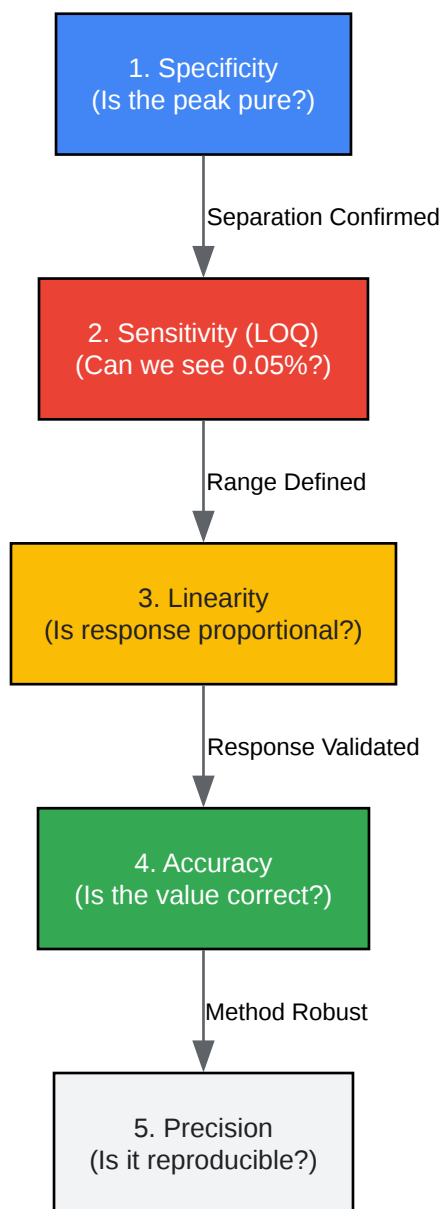 1. Specificity
(Is the peak pure?)
Separation Confirmed
2. Sensitivity (LOQ)
(Can we see 0.05%?)
Range Defined
3. Linearity
(Is response proportional?)
Response Validated
4. Accuracy
(Is the value correct?)
Method Robust
5. Precision
(Is it reproducible?)